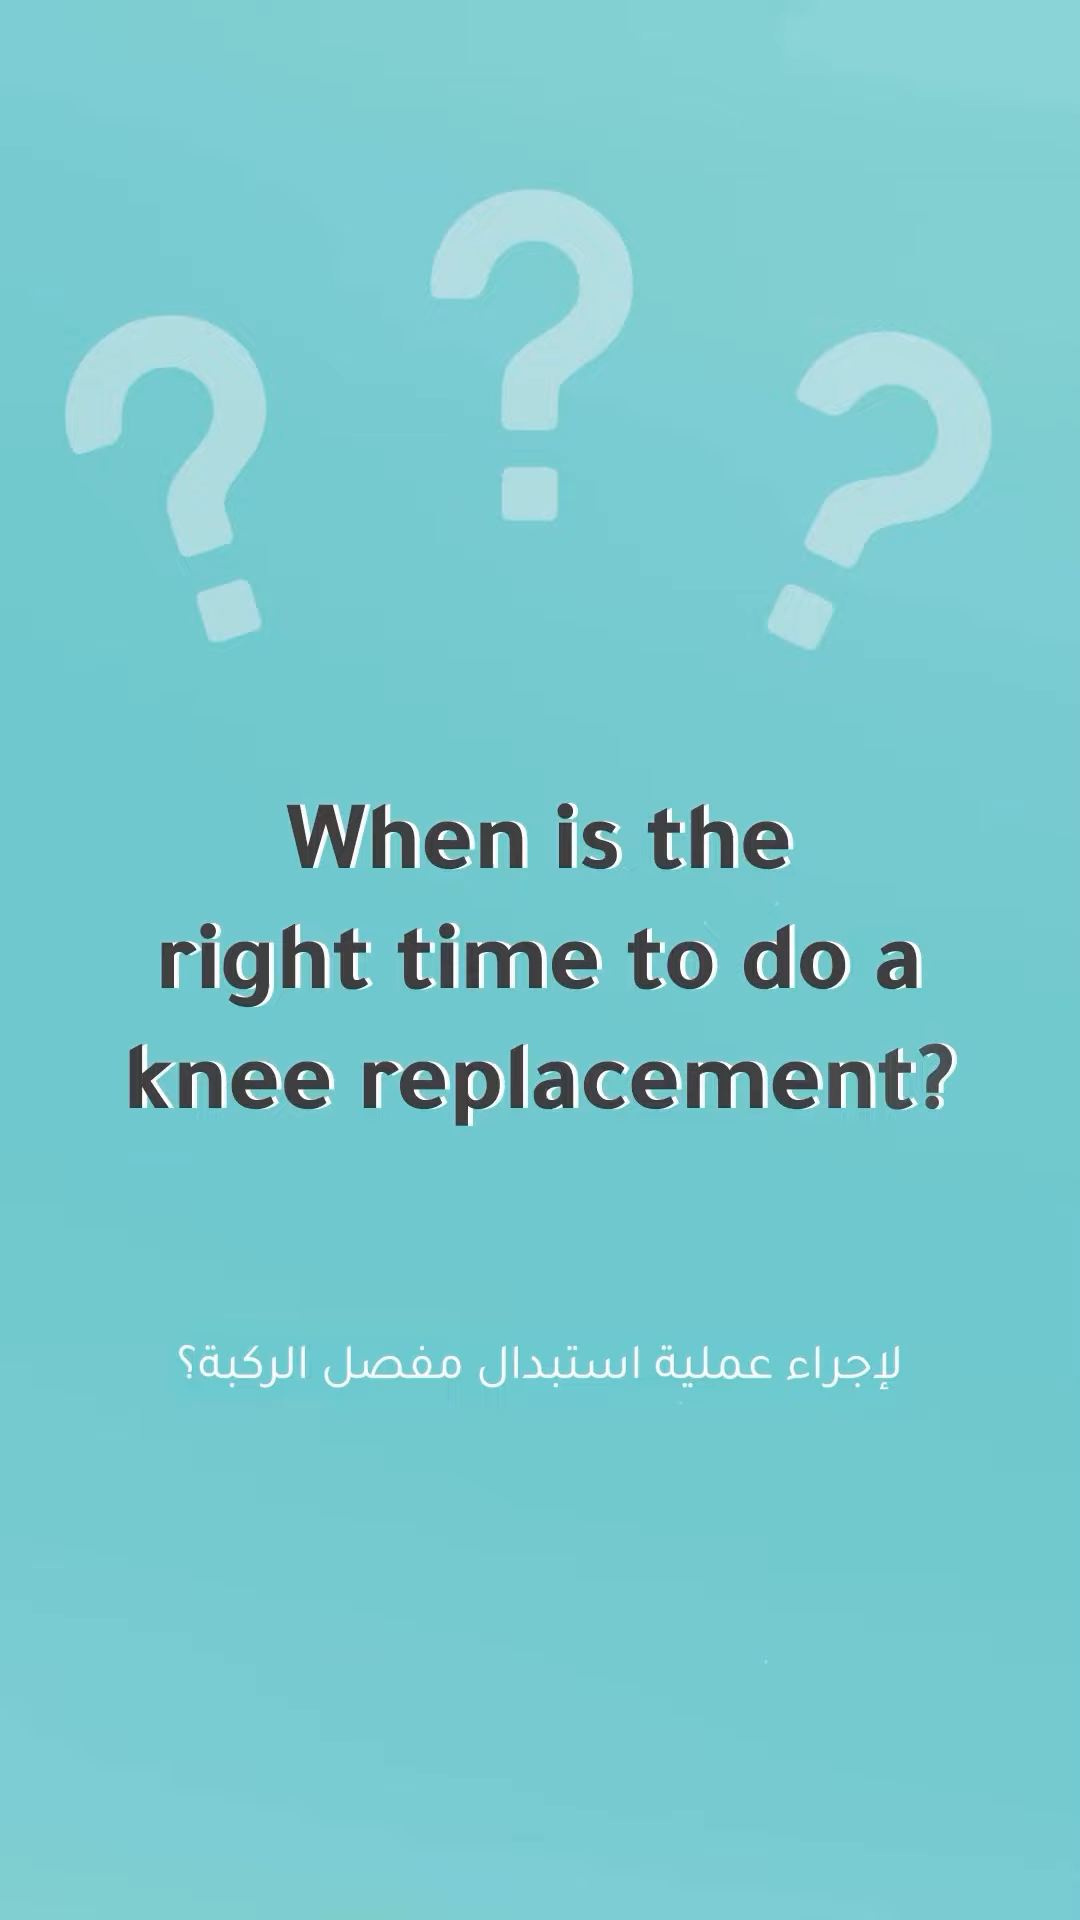 When is the
right time to do a
knee replacement?
لإجراء عملية استبدال مفصل الركبة؟